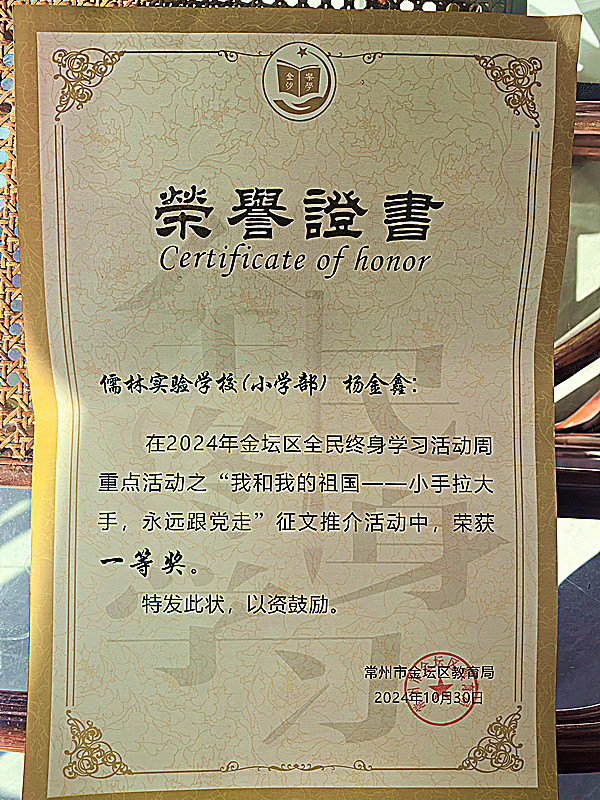 榮譽證書
Certificate of honor
儒林实验学校(小学部) 杨金鑫:
在2024年金坛区全民终身学习活动周
重点活动之“我和我的祖国——小手拉大
手，永远跟党走”征文推介活动中，荣获
一等奖。
特发此状，以资鼓励。
常州市金坛区教育局
2024年10月30日